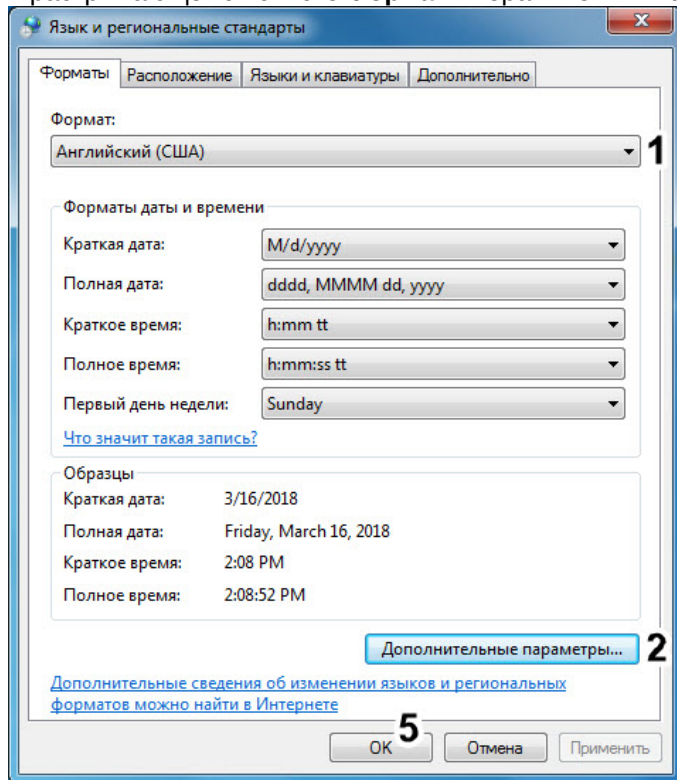 Язык и региональные стандарты
Форматы Расположение Языки и клавиатуры Дополнительно
Формат:
Английский (США) 1
Форматы даты и времени
Краткая дата: M/d/yyyy
Полная дата: dddd, MMMM dd, yyyy
Краткое время: h:mm tt
Полное время: h:mm:ss tt
Первый день недели: Sunday
Что значит такая запись?
Образцы
Краткая дата: 3/16/2018
Полная дата: Friday, March 16, 2018
Краткое время: 2:08 PM
Полное время: 2:08:52 PM
Дополнительные параметры... 2
Дополнительные сведения об изменении языков и региональных
форматов можно найти в Интернете
5
ОК Отмена Применить